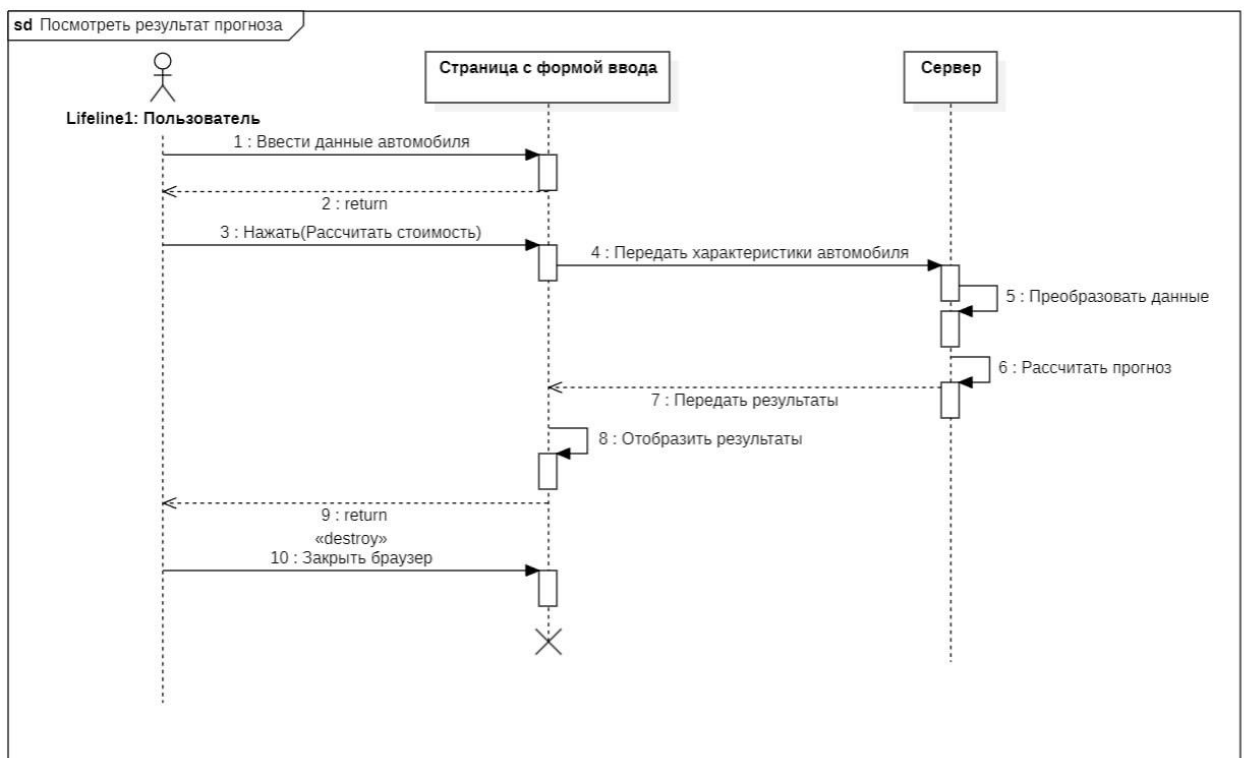 sd Посмотреть результат прогноза
Страница с формой ввода
Сервер
Lifeline1: Пользователь
1 : Ввести данные автомобиля
2 : return
3 : Нажать(Рассчитать стоимость)
4 : Передать характеристики автомобиля
5 : Преобразовать данные
6 : Рассчитать прогноз
7 : Передать результаты
8 : Отобразить результаты
9 : return
«destroy»
10 : Закрыть браузер